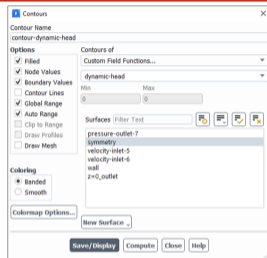 Contours
Contour Name
contour-dynamic-head
Options
Contours of
Filled
Custom Field Functions...
Node Values
dynamic-head
Boundary Values
Min
Max
Contour Lines
0
0
Global Range
Auto Range
Clip to Range
Surfaces
Filter Text
Draw Profiles
pressure-outlet-7
Draw Mesh
symmetry
velocity-inlet-5
velocity-inlet-6
Coloring
wall
Banded
z=0_outlet
Smooth
Colormap Options...
New Surface
Save/Display
Compute
Close
Help